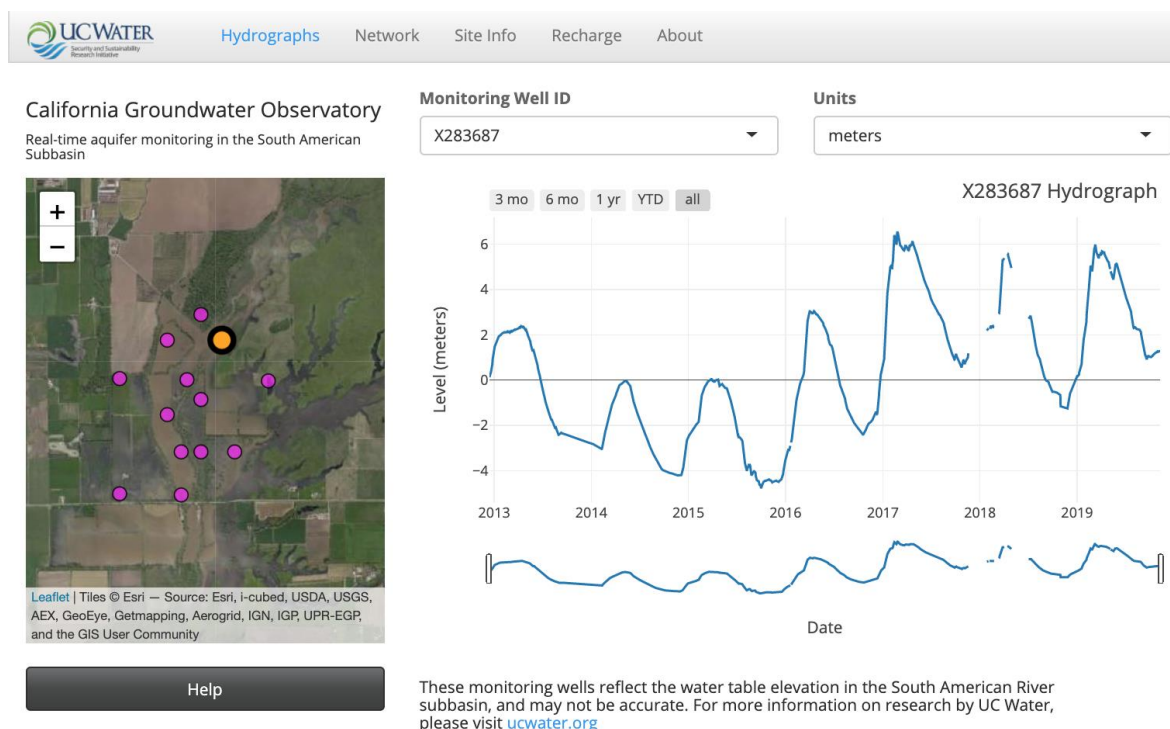 UC WATER
Security and Sustainability
Research Initiative
Hydrographs
Network
Site Info
Recharge
About
California Groundwater Observatory
Real-time aquifer monitoring in the South American
Subbasin
+
−
Leaflet | Tiles © Esri — Source: Esri, i-cubed, USDA, USGS,
AEX, GeoEye, Getmapping, Aerogrid, IGN, IGP, UPR-EGP,
and the GIS User Community
Help
Monitoring Well ID
X283687
Units
meters
3 mo
6 mo
1 yr
YTD
all
X283687 Hydrograph
Level (meters)
6
4
2
0
−2
−4
2013
2014
2015
2016
2017
2018
2019
Date
These monitoring wells reflect the water table elevation in the South American River
subbasin, and may not be accurate. For more information on research by UC Water,
please visit ucwater.org